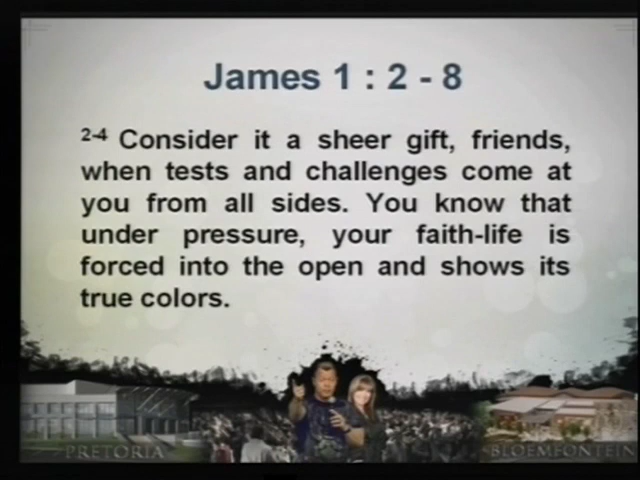 James 1 : 2 - 8
2-4 Consider it a sheer gift, friends,
when tests and challenges come at
you from all sides. You know that
under pressure, your faith-life is
forced into the open and shows its
true colors.
PRETORIA
BLOEMFONTEIN